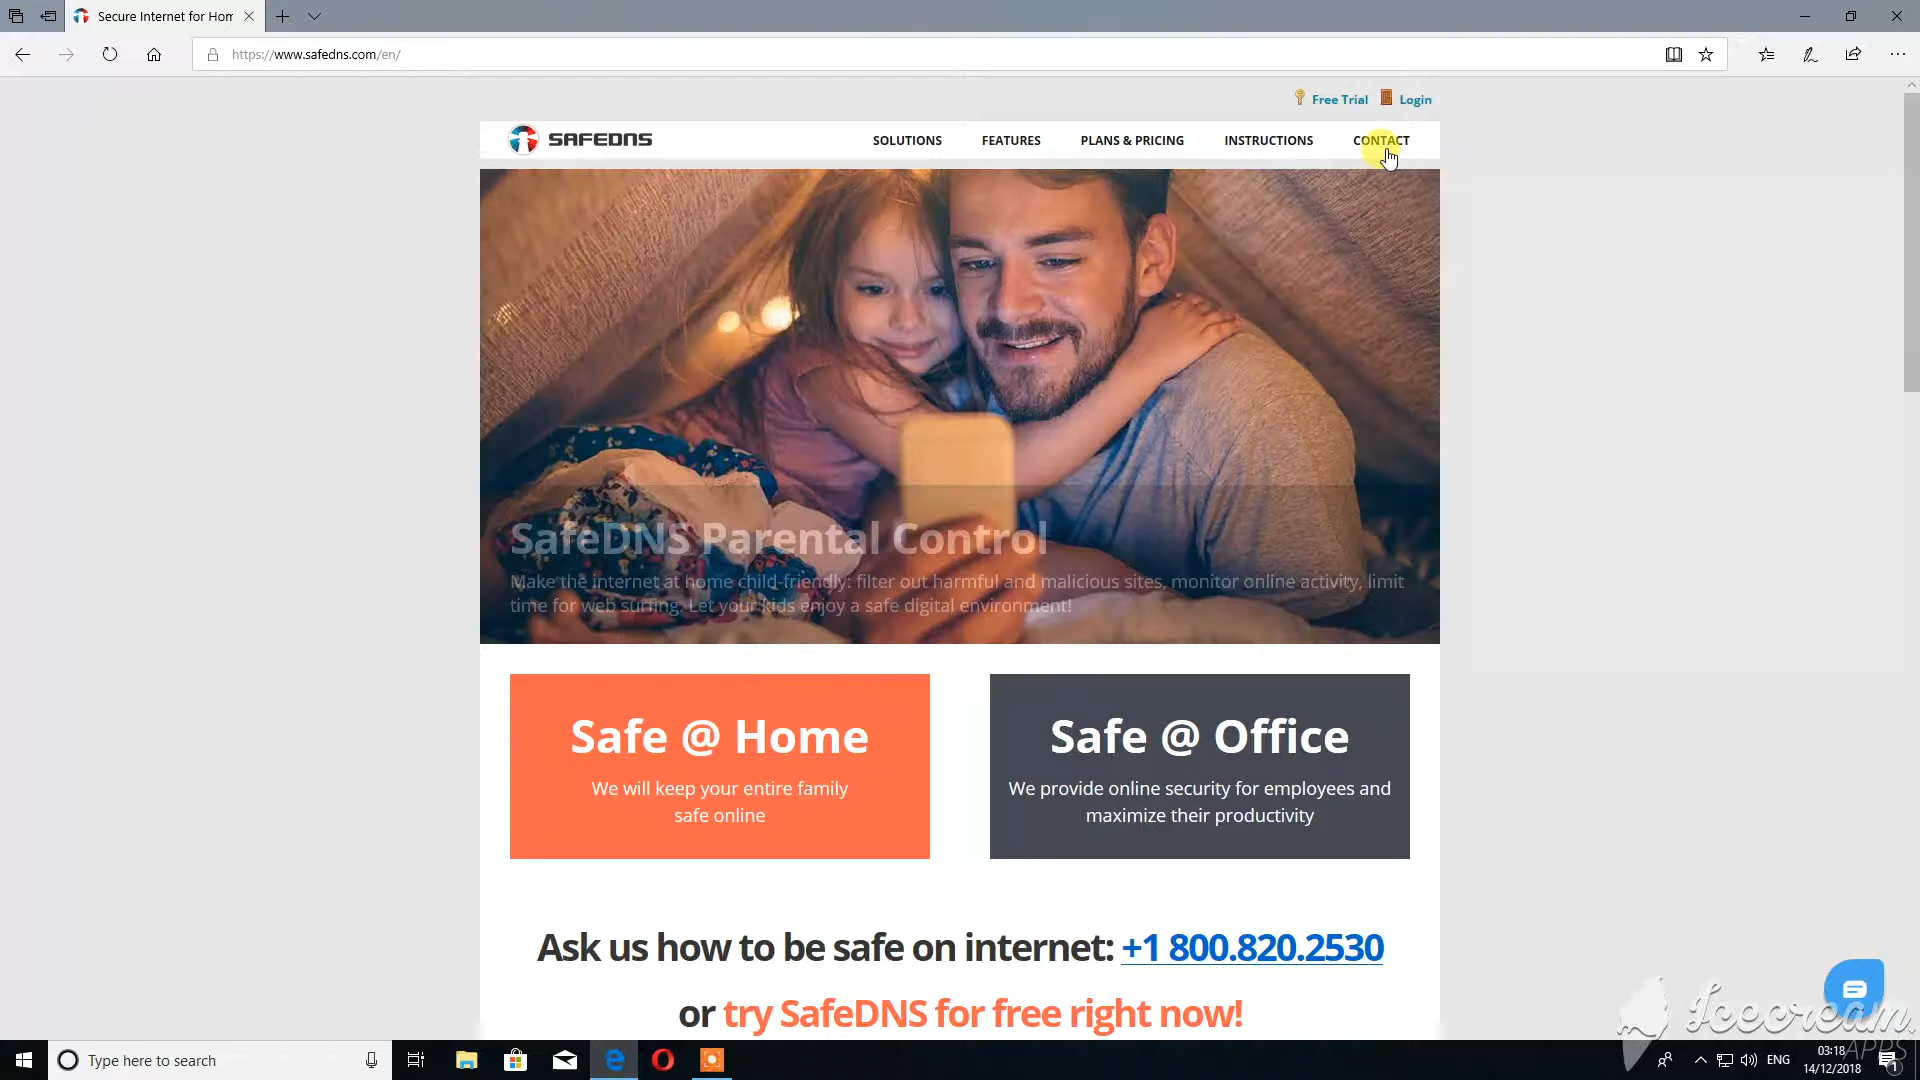 Secure Internet for Hom
https://www.safedns.com/en/
Free Trial Login
SAFEDNS
SOLUTIONS FEATURES PLANS & PRICING INSTRUCTIONS CONTACT
SafeDNS Parental Control
Make the internet at home child-friendly: filter out harmful and malicious sites, monitor online activity, limit
time for web surfing. Let your kids enjoy a safe digital environment!
Safe @ Home
We will keep your entire family
safe online
Safe @ Office
We provide online security for employees and
maximize their productivity
Ask us how to be safe on internet: +1 800.820.2530
or try SafeDNS for free right now!
Icecream
APPS
Type here to search
ENG
03:18
14/12/2018
1